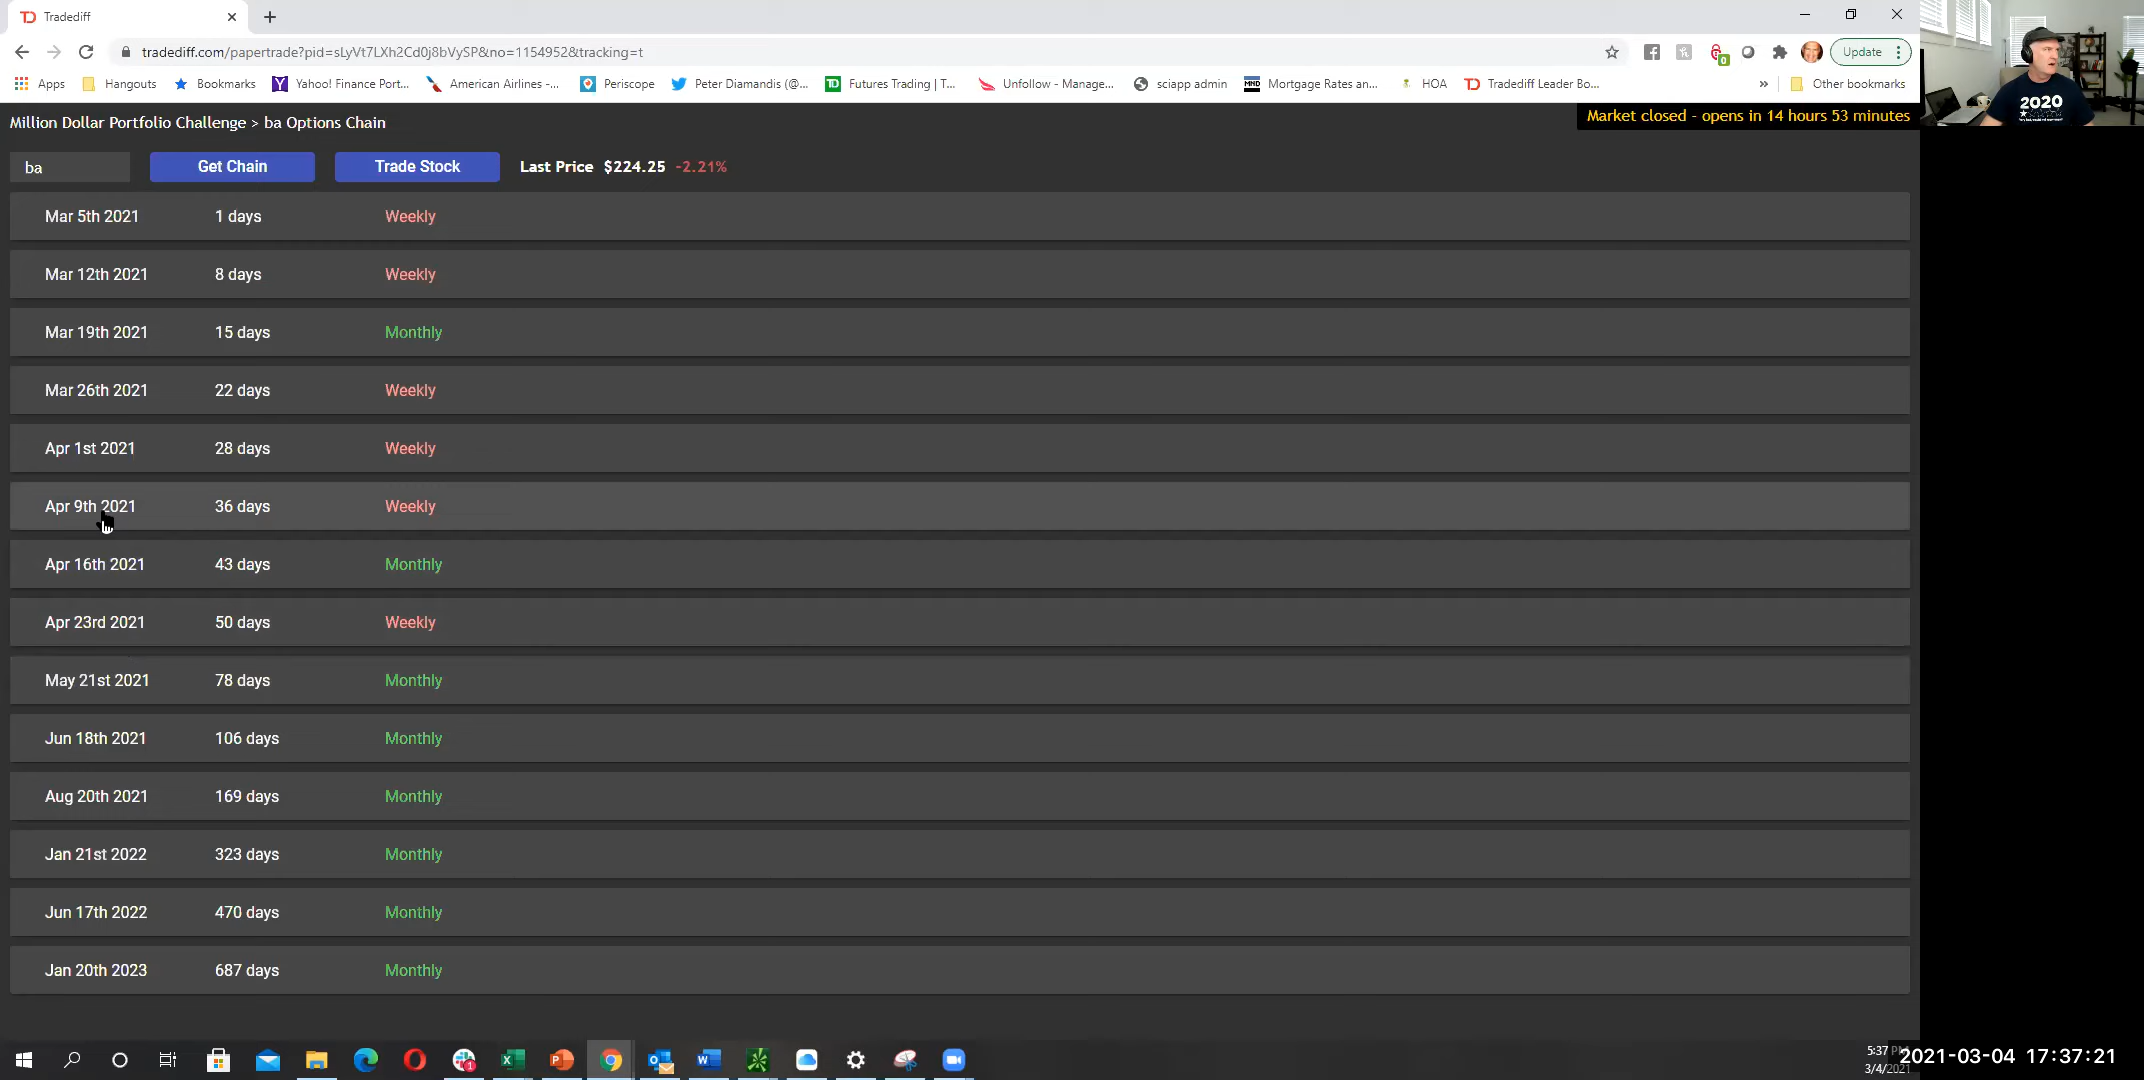 Tradediff
tradediff.com/papertrade?pid=sLyVt7LXh2Cd0j8bVySP&no=1154952&tracking=t
Update
Apps Hangouts Bookmarks Yahoo! Finance Port... American Airlines -... Periscope Peter Diamandis (@... Futures Trading | T... Unfollow - Manage... sciapp admin Mortgage Rates an... HOA Tradediff Leader Bo... » Other bookmarks
Million Dollar Portfolio Challenge > ba Options Chain
Market closed - opens in 14 hours 53 minutes
2020
ba Get Chain Trade Stock Last Price $224.25 -2.21%
Mar 5th 2021 1 days Weekly
Mar 12th 2021 8 days Weekly
Mar 19th 2021 15 days Monthly
Mar 26th 2021 22 days Weekly
Apr 1st 2021 28 days Weekly
Apr 9th 2021 36 days Weekly
Apr 16th 2021 43 days Monthly
Apr 23rd 2021 50 days Weekly
May 21st 2021 78 days Monthly
Jun 18th 2021 106 days Monthly
Aug 20th 2021 169 days Monthly
Jan 21st 2022 323 days Monthly
Jun 17th 2022 470 days Monthly
Jan 20th 2023 687 days Monthly
5:37 PM
3/4/2021
2021-03-04 17:37:21